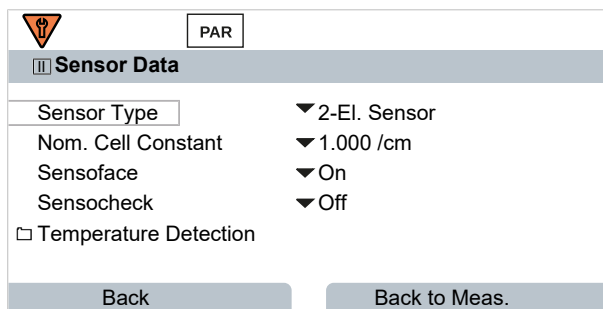 PAR
II Sensor Data
Sensor Type 2-El. Sensor
Nom. Cell Constant 1.000 /cm
Sensoface On
Sensocheck Off
Temperature Detection
Back Back to Meas.